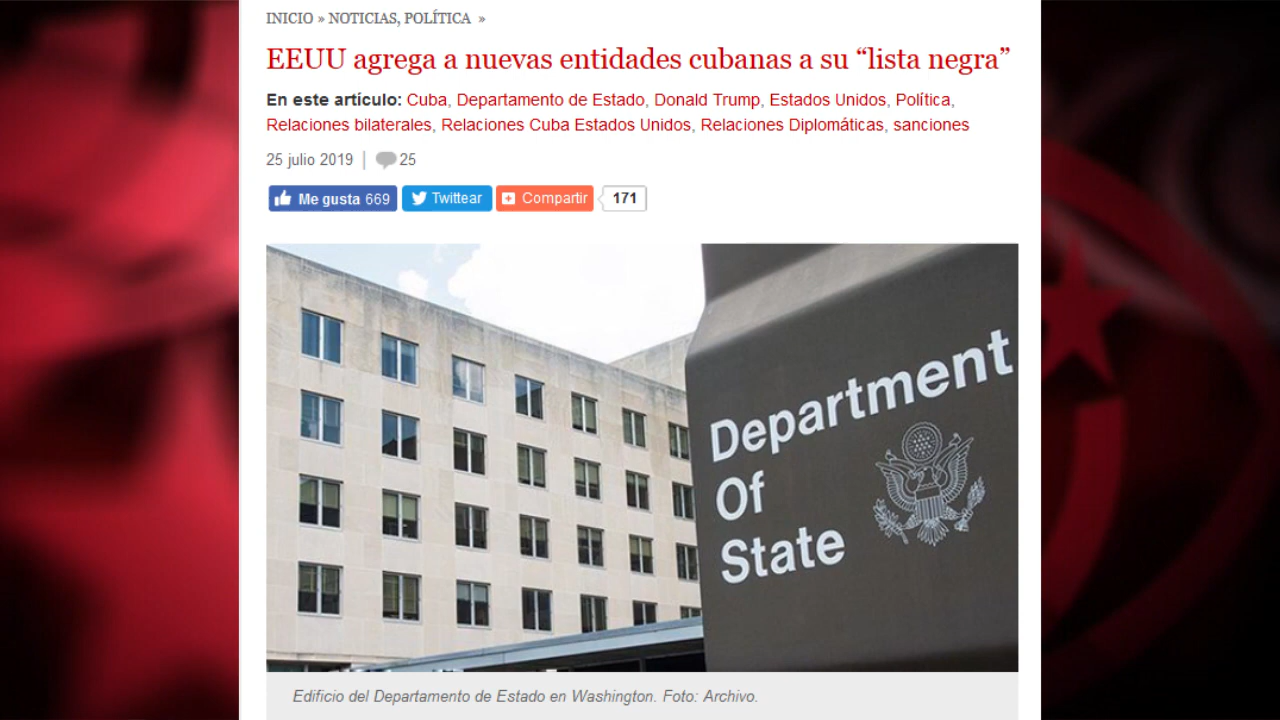 INICIO » NOTICIAS, POLÍTICA »
EEUU agrega a nuevas entidades cubanas a su “lista negra”
En este artículo: Cuba, Departamento de Estado, Donald Trump, Estados Unidos, Política,
Relaciones bilaterales, Relaciones Cuba Estados Unidos, Relaciones Diplomáticas, sanciones
25 julio 2019 | 25
Me gusta 669 Twittear Compartir 171
Department
Of
State
Edificio del Departamento de Estado en Washington. Foto: Archivo.